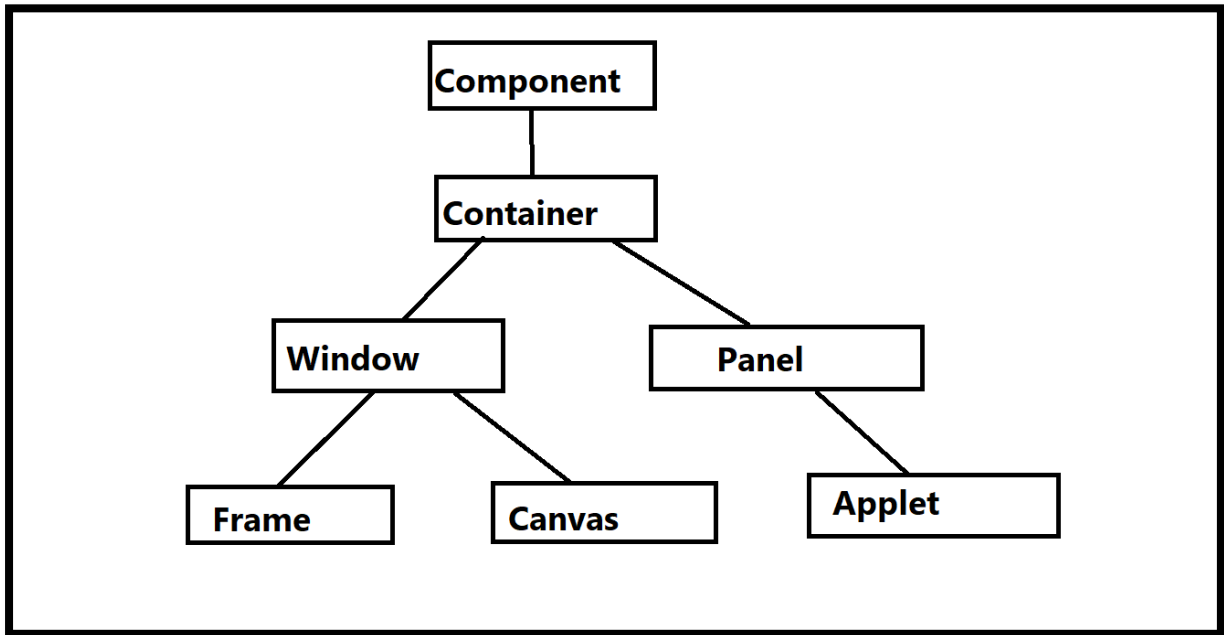 Component
Container
Window
Panel
Frame
Canvas
Applet